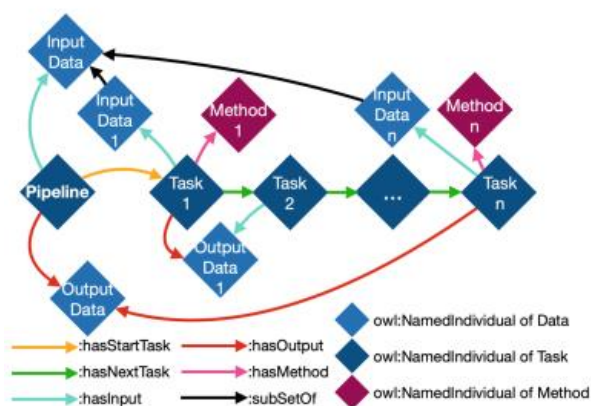 Input
Data
Input
Data
1
Method
1
Input
Data
n
Method
n
Pipeline
Task
1
Task
2
...
Task
n
Output
Data
1
Output
Data
:hasStartTask
:hasOutput
:hasNextTask
:hasMethod
:hasInput
:subSetOf
owl:NamedIndividual of Data
owl:NamedIndividual of Task
owl:NamedIndividual of Method